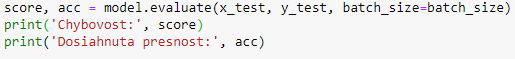 score, acc = model.evaluate(x_test, y_test, batch_size=batch_size)
print('Chybovost:', score)
print('Dosiahnuta presnost:', acc)